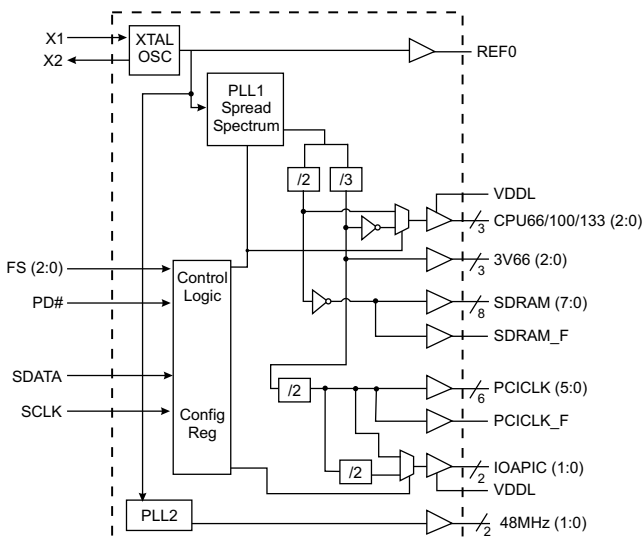 X1
X2
XTAL
OSC
REF0
PLL1
Spread
Spectrum
/2
/3
VDDL
CPU66/100/133 (2:0)
3
FS (2:0)
3V66 (2:0)
3
Control
Logic
PD#
SDRAM (7:0)
8
SDRAM_F
SDATA
/2
PCICLK (5:0)
6
SCLK
Config
Reg
PCICLK_F
/2
IOAPIC (1:0)
2
VDDL
PLL2
48MHz (1:0)
2